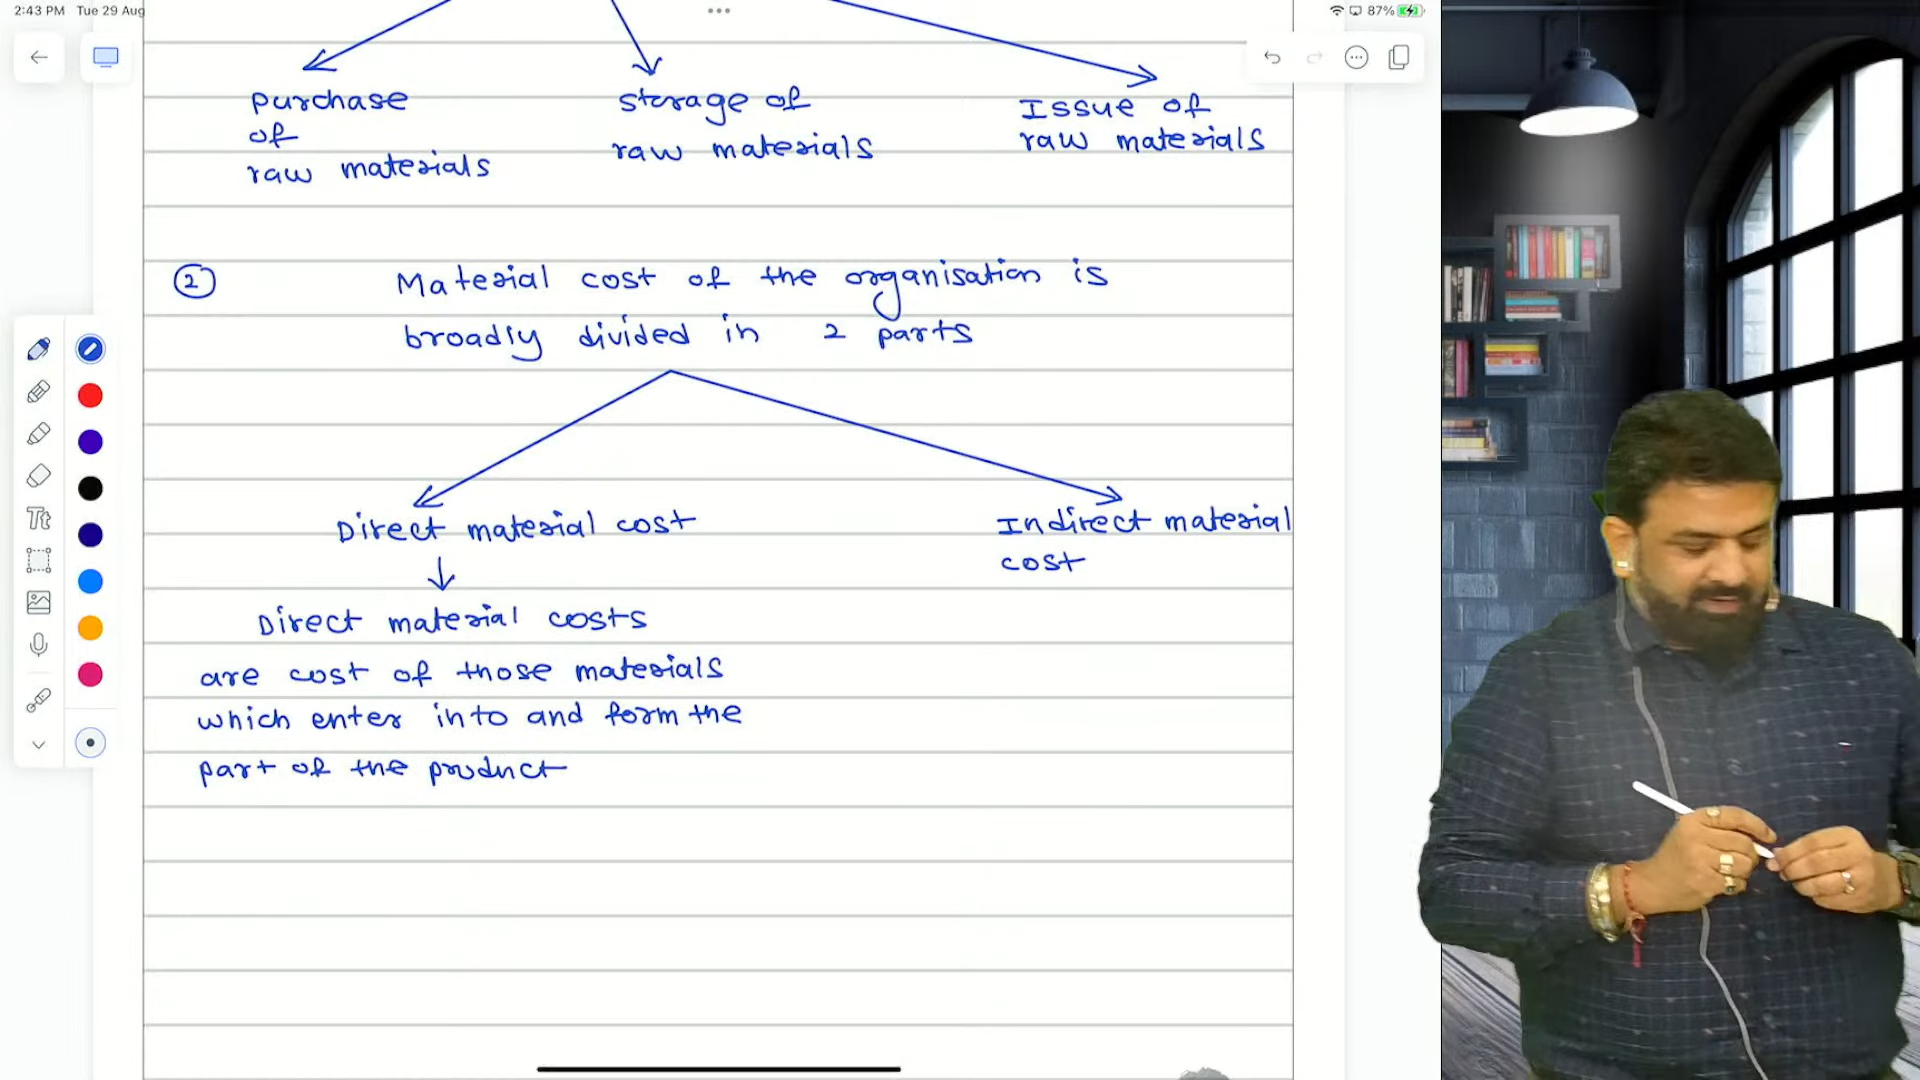 2:43 PM Tue 29 Aug
87%
purchase
of
raw materials
storage of
raw materials
Issue of
raw materials
2
Material cost of the organisation is
broadly divided in 2 parts
Direct material cost
Indirect material
cost
Direct material costs
are cost of those materials
which enter into and form the
part of the product
Tt